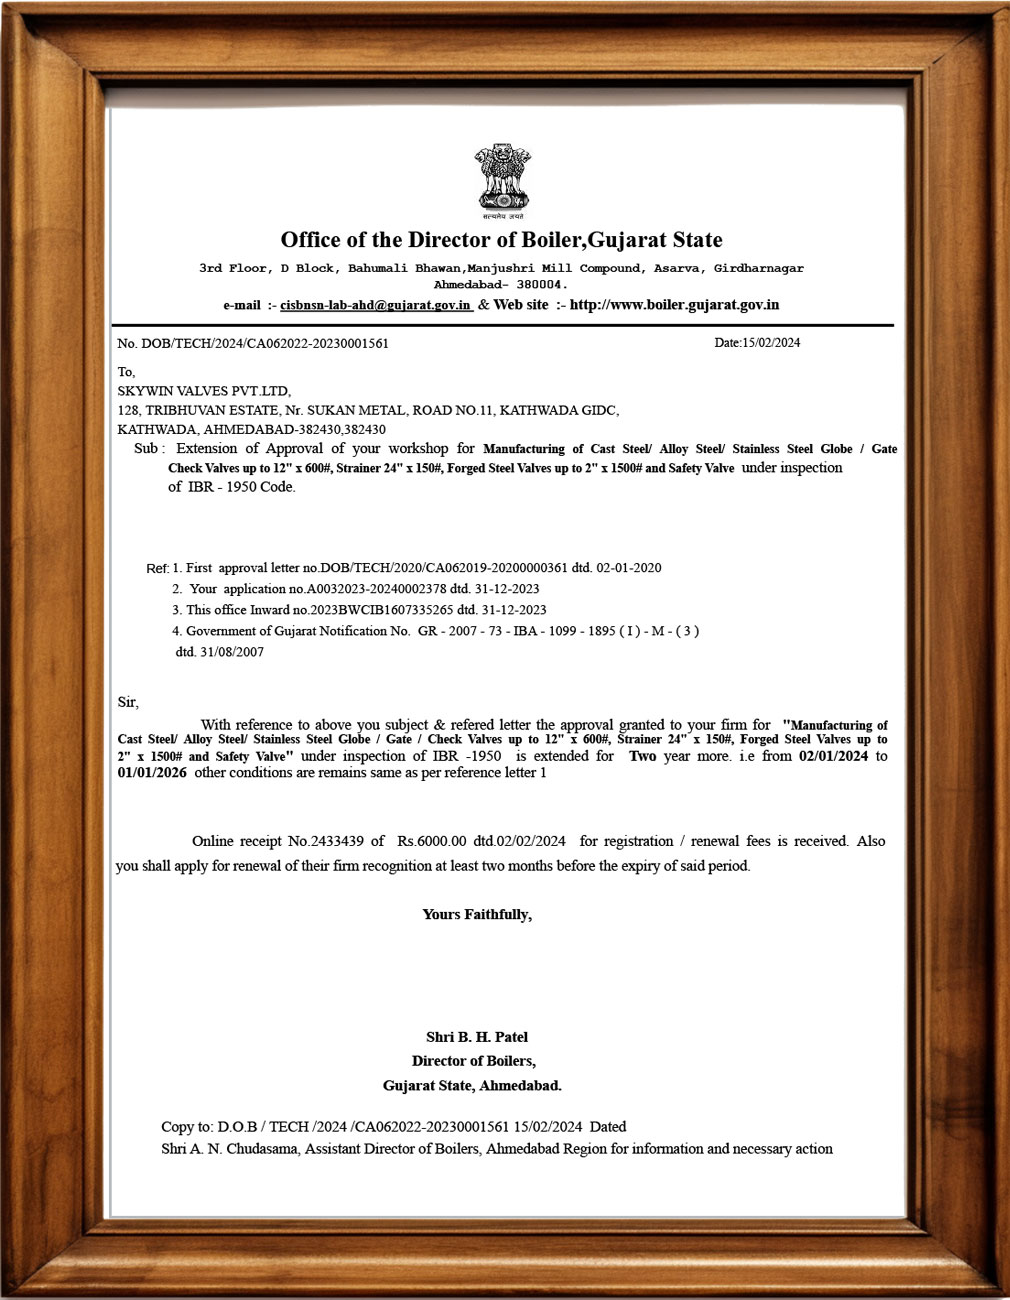 सत्यमेव जयते
Office of the Director of Boiler,Gujarat State
3rd Floor, D Block, Bahumali Bhawan,Manjushri Mill Compound, Asarva, Girdharnagar
Ahmedabad- 380004.
e-mail :- cisbnsn-lab-ahd@gujarat.gov.in & Web site :- http://www.boiler.gujarat.gov.in
No. DOB/TECH/2024/CA062022-20230001561 Date:15/02/2024
To,
SKYWIN VALVES PVT.LTD,
128, TRIBHUVAN ESTATE, Nr. SUKAN METAL, ROAD NO.11, KATHWADA GIDC,
KATHWADA, AHMEDABAD-382430,382430
Sub : Extension of Approval of your workshop for Manufacturing of Cast Steel/ Alloy Steel/ Stainless Steel Globe / Gate
Check Valves up to 12" x 600#, Strainer 24" x 150#, Forged Steel Valves up to 2" x 1500# and Safety Valve under inspection
of IBR - 1950 Code.
Ref: 1. First approval letter no.DOB/TECH/2020/CA062019-20200000361 dtd. 02-01-2020
2. Your application no.A0032023-20240002378 dtd. 31-12-2023
3. This office Inward no.2023BWCIB1607335265 dtd. 31-12-2023
4. Government of Gujarat Notification No. GR - 2007 - 73 - IBA - 1099 - 1895 ( I ) - M - ( 3 )
dtd. 31/08/2007
Sir,
With reference to above you subject & refered letter the approval granted to your firm for "Manufacturing of
Cast Steel/ Alloy Steel/ Stainless Steel Globe / Gate / Check Valves up to 12" x 600#, Strainer 24" x 150#, Forged Steel Valves up to
2" x 1500# and Safety Valve" under inspection of IBR -1950 is extended for Two year more. i.e from 02/01/2024 to
01/01/2026 other conditions are remains same as per reference letter 1
Online receipt No.2433439 of Rs.6000.00 dtd.02/02/2024 for registration / renewal fees is received. Also
you shall apply for renewal of their firm recognition at least two months before the expiry of said period.
Yours Faithfully,
Shri B. H. Patel
Director of Boilers,
Gujarat State, Ahmedabad.
Copy to: D.O.B / TECH /2024 /CA062022-20230001561 15/02/2024 Dated
Shri A. N. Chudasama, Assistant Director of Boilers, Ahmedabad Region for information and necessary action